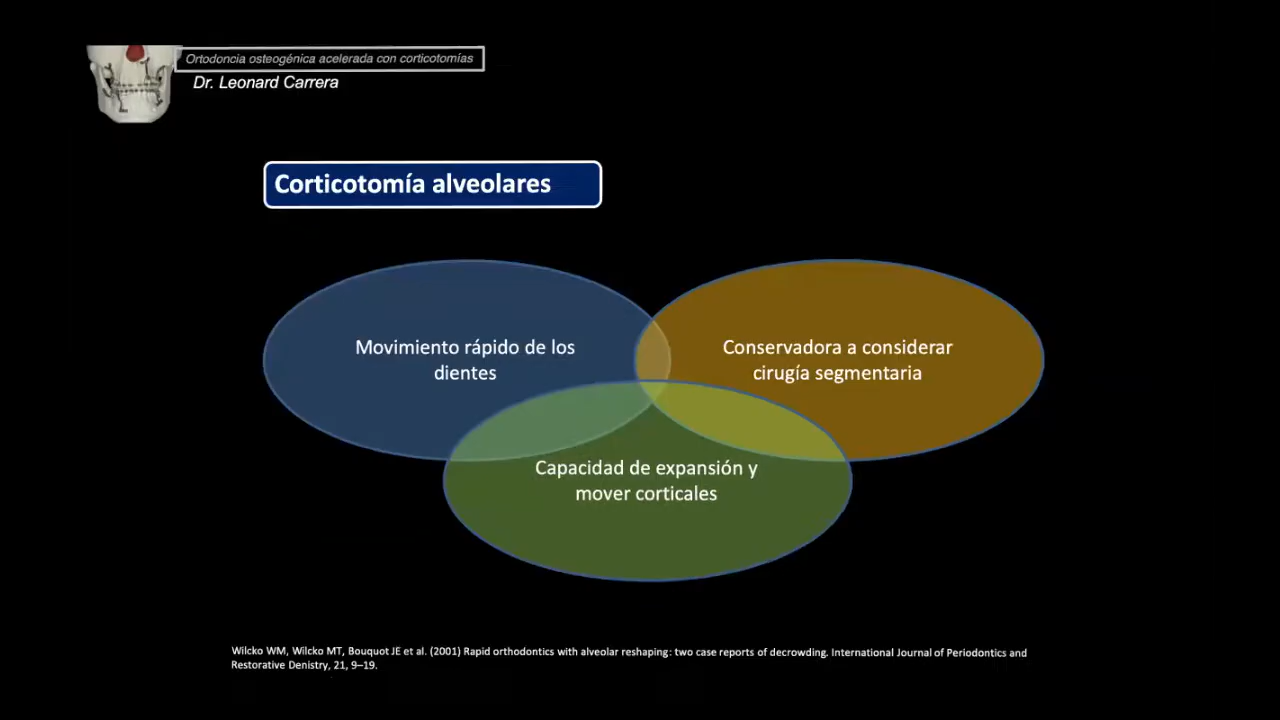 Ortodoncia osteogénica acelerada con corticotomías
Dr. Leonard Carrera
Corticotomía alveolares
Movimiento rápido de los
dientes
Conservadora a considerar
cirugía segmentaria
Capacidad de expansión y
mover corticales
Wilcko WM, Wilcko MT, Bouquot JE et al. (2001) Rapid orthodontics with alveolar reshaping: two case reports of decrowding. International Journal of Periodontics and
Restorative Denistry, 21, 9–19.